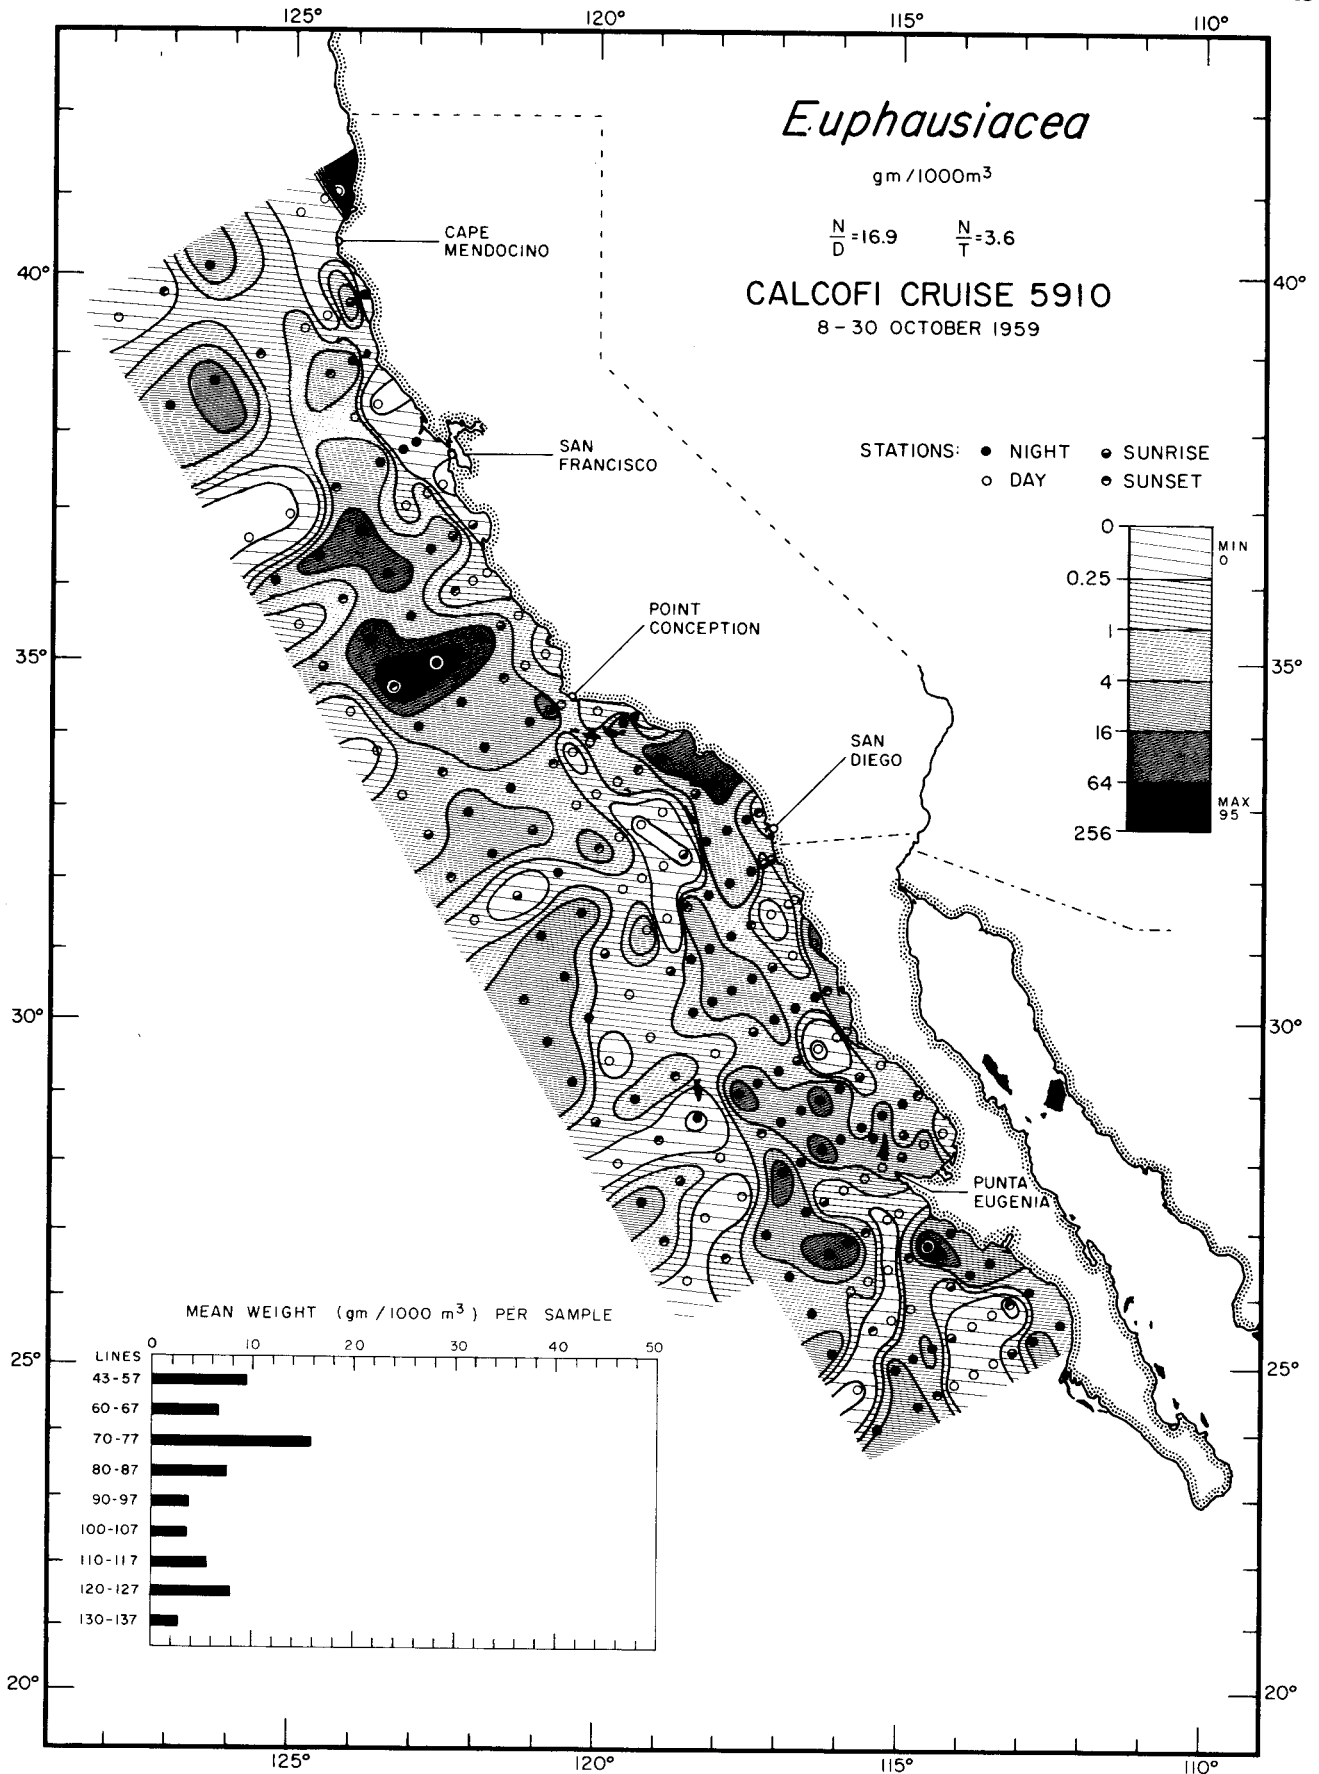 125°
120°
115°
110°
Euphausiacea
gm/1000m³
N/D=16.9 N/T=3.6
CALCOFI CRUISE 5910
8-30 OCTOBER 1959
CAPE
MENDOCINO
40°
40°
SAN
FRANCISCO
STATIONS: ● NIGHT ◒ SUNRISE
○ DAY ◓ SUNSET
0
MIN
0
0.25
1
4
16
64
MAX
95
256
POINT
CONCEPTION
35°
35°
SAN
DIEGO
30°
30°
PUNTA
EUGENIA
MEAN WEIGHT (gm/1000 m³) PER SAMPLE
0 10 20 30 40 50
LINES
43-57
60-67
70-77
80-87
90-97
100-107
110-117
120-127
130-137
25°
25°
20°
20°
125°
120°
115°
110°